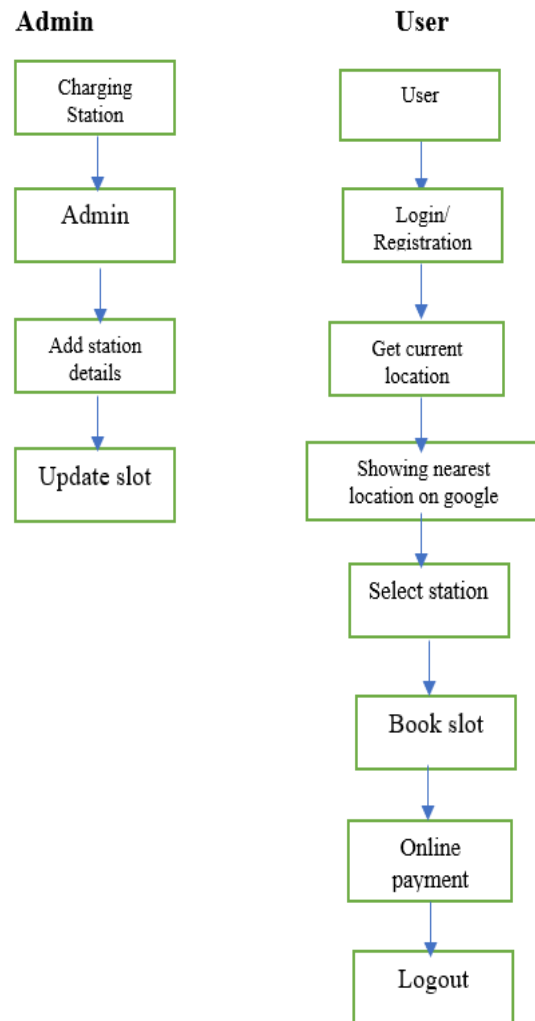 Admin
Charging
Station
Admin
Add station
details
Update slot
User
User
Login/
Registration
Get current
location
Showing nearest
location on google
Select station
Book slot
Online
payment
Logout